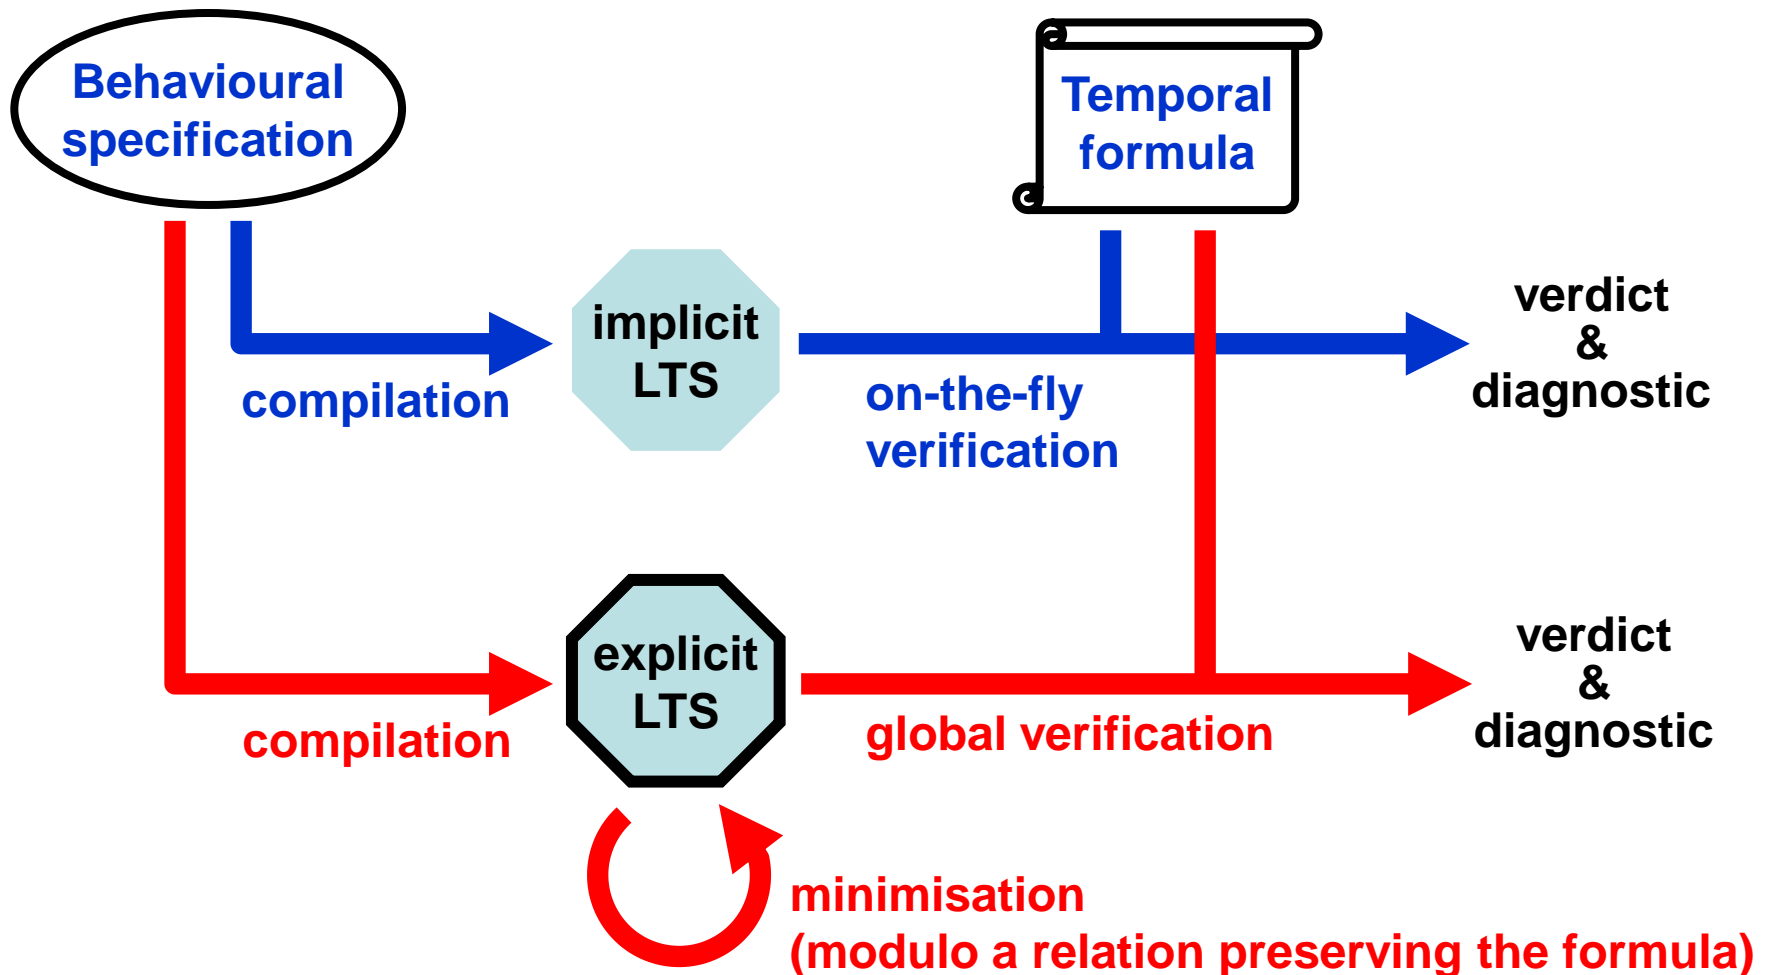 Behavioural
specification
Temporal
formula
implicit
LTS
compilation
on-the-fly
verification
verdict
&
diagnostic
explicit
LTS
compilation
global verification
verdict
&
diagnostic
minimisation
(modulo a relation preserving the formula)